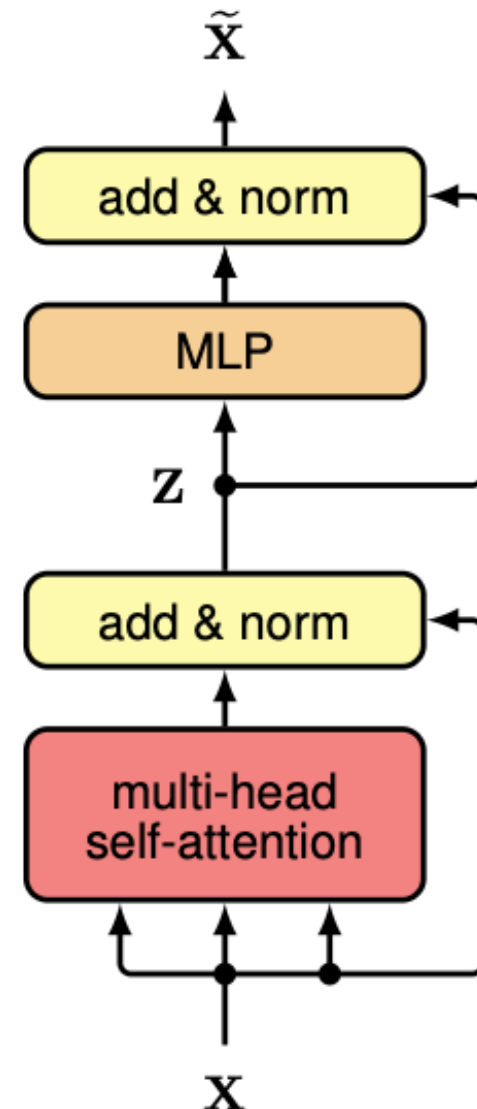 x̃
add & norm
MLP
z
add & norm
multi-head
self-attention
x